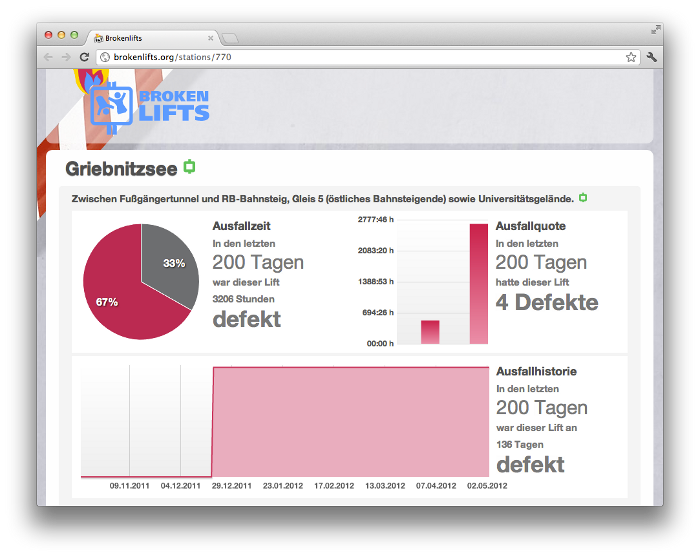 Brokenlifts
brokenlifts.org/stations/770
BROKEN
LIFTS
Griebnitzsee
Zwischen Fußgängertunnel und RB-Bahnsteig, Gleis 5 (östliches Bahnsteigende) sowie Universitätsgelände.
33%
67%
Ausfallzeit
In den letzten
200 Tagen
war dieser Lift
3206 Stunden
defekt
2777:46 h
2083:20 h
1388:53 h
694:26 h
00:00 h
Ausfallquote
In den letzten
200 Tagen
hatte dieser Lift
4 Defekte
09.11.2011 04.12.2011 29.12.2011 23.01.2012 17.02.2012 13.03.2012 07.04.2012 02.05.2012
Ausfallhistorie
In den letzten
200 Tagen
war dieser Lift an
136 Tagen
defekt